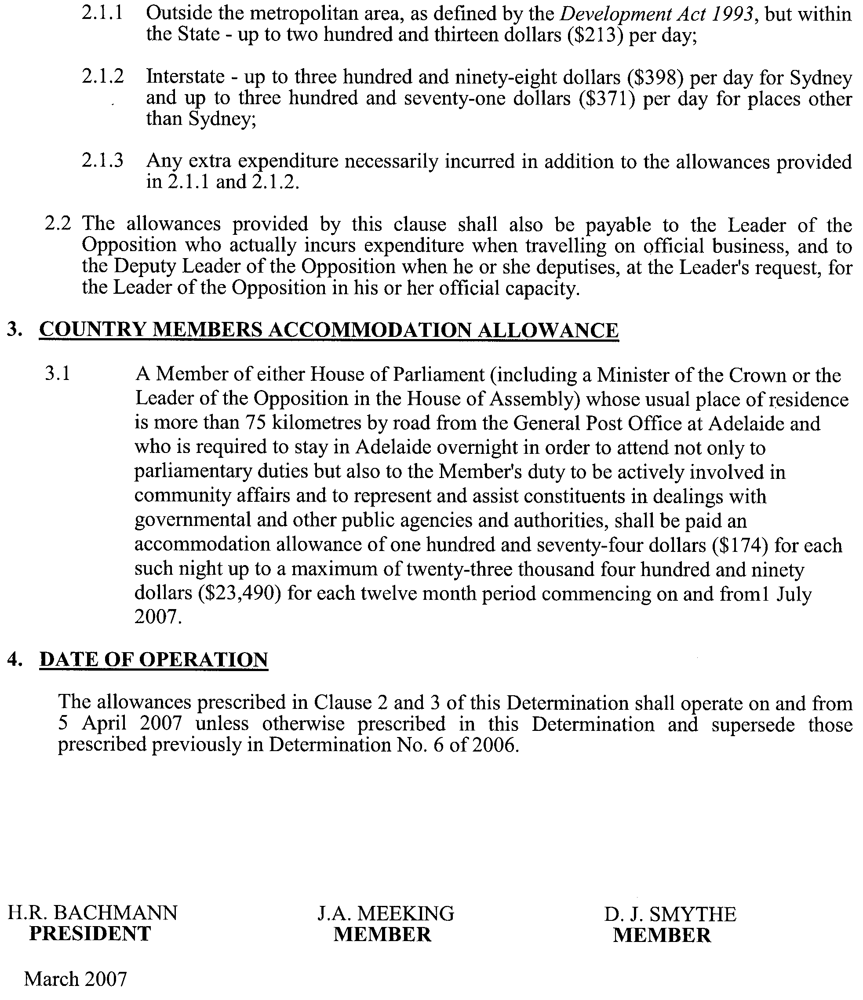 2.1.1 Outside the metropolitan area, as defined by the Development Act 1993, but within
the State - up to two hundred and thirteen dollars ($213) per day;
2.1.2 Interstate - up to three hundred and ninety-eight dollars ($398) per day for Sydney
and up to three hundred and seventy-one dollars ($371) per day for places other
than Sydney;
2.1.3 Any extra expenditure necessarily incurred in addition to the allowances provided
in 2.1.1 and 2.1.2.
2.2 The allowances provided by this clause shall also be payable to the Leader of the
Opposition who actually incurs expenditure when travelling on official business, and to
the Deputy Leader of the Opposition when he or she deputises, at the Leader's request, for
the Leader of the Opposition in his or her official capacity.
3. COUNTRY MEMBERS ACCOMMODATION ALLOWANCE
3.1 A Member of either House of Parliament (including a Minister of the Crown or the
Leader of the Opposition in the House of Assembly) whose usual place of residence
is more than 75 kilometres by road from the General Post Office at Adelaide and
who is required to stay in Adelaide overnight in order to attend not only to
parliamentary duties but also to the Member's duty to be actively involved in
community affairs and to represent and assist constituents in dealings with
governmental and other public agencies and authorities, shall be paid an
accommodation allowance of one hundred and seventy-four dollars ($174) for each
such night up to a maximum of twenty-three thousand four hundred and ninety
dollars ($23,490) for each twelve month period commencing on and from1 July
2007.
4. DATE OF OPERATION
The allowances prescribed in Clause 2 and 3 of this Determination shall operate on and from
5 April 2007 unless otherwise prescribed in this Determination and supersede those
prescribed previously in Determination No. 6 of 2006.
H.R. BACHMANN J.A. MEEKING D. J. SMYTHE
PRESIDENT MEMBER MEMBER
March 2007